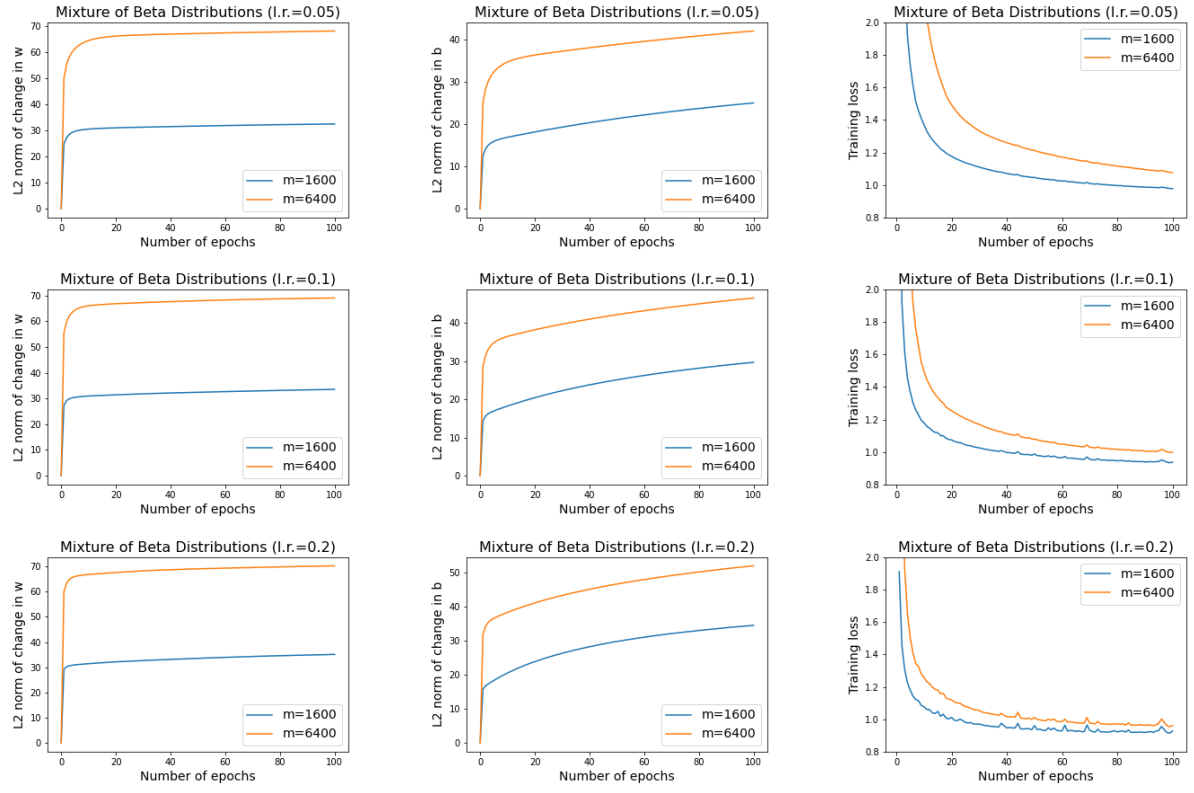 Mixture of Beta Distributions (l.r.=0.05)
L2 norm of change in w
70
60
50
40
30
20
10
0
m=1600
m=6400
0 20 40 60 80 100
Number of epochs
Mixture of Beta Distributions (l.r.=0.05)
L2 norm of change in b
40
30
20
10
0
m=1600
m=6400
0 20 40 60 80 100
Number of epochs
Mixture of Beta Distributions (l.r.=0.05)
Training loss
2.0
1.8
1.6
1.4
1.2
1.0
0.8
m=1600
m=6400
0 20 40 60 80 100
Number of epochs
Mixture of Beta Distributions (l.r.=0.1)
L2 norm of change in w
70
60
50
40
30
20
10
0
m=1600
m=6400
0 20 40 60 80 100
Number of epochs
Mixture of Beta Distributions (l.r.=0.1)
L2 norm of change in b
40
30
20
10
0
m=1600
m=6400
0 20 40 60 80 100
Number of epochs
Mixture of Beta Distributions (l.r.=0.1)
Training loss
2.0
1.8
1.6
1.4
1.2
1.0
0.8
m=1600
m=6400
0 20 40 60 80 100
Number of epochs
Mixture of Beta Distributions (l.r.=0.2)
L2 norm of change in w
70
60
50
40
30
20
10
0
m=1600
m=6400
0 20 40 60 80 100
Number of epochs
Mixture of Beta Distributions (l.r.=0.2)
L2 norm of change in b
50
40
30
20
10
0
m=1600
m=6400
0 20 40 60 80 100
Number of epochs
Mixture of Beta Distributions (l.r.=0.2)
Training loss
2.0
1.8
1.6
1.4
1.2
1.0
0.8
m=1600
m=6400
0 20 40 60 80 100
Number of epochs